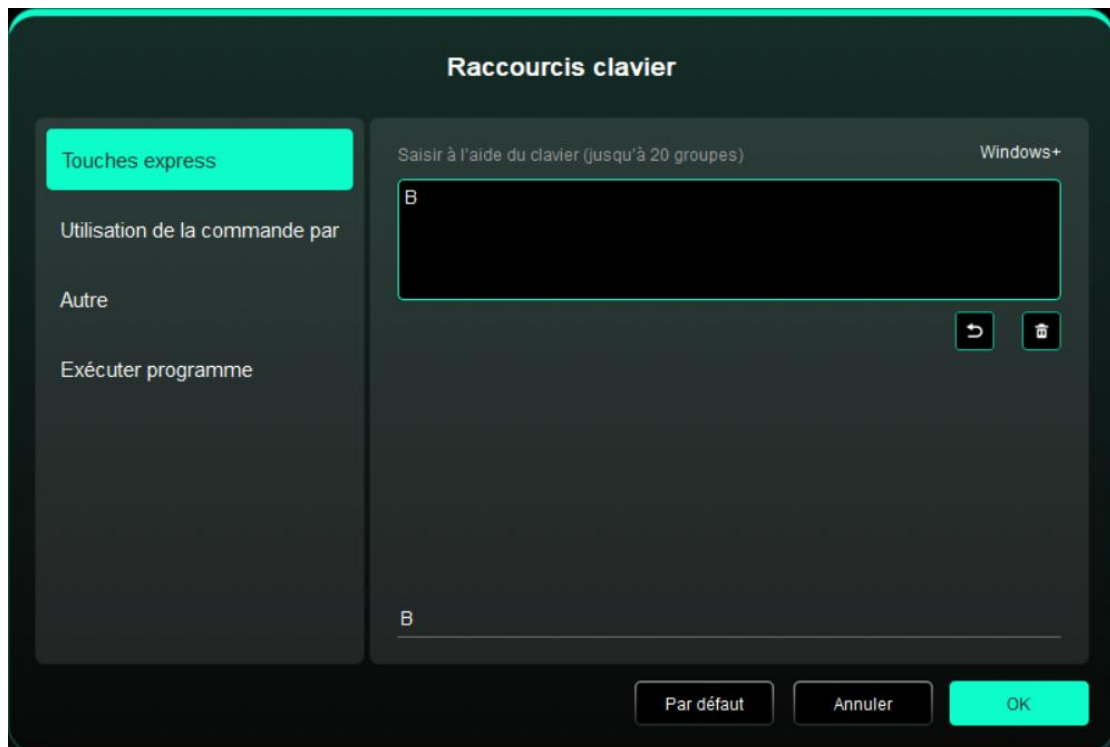 Raccourcis clavier
Touches express
Utilisation de la commande par
Autre
Exécuter programme
Saisir à l'aide du clavier (jusqu'à 20 groupes)
Windows+
B
B
Par défaut
Annuler
OK